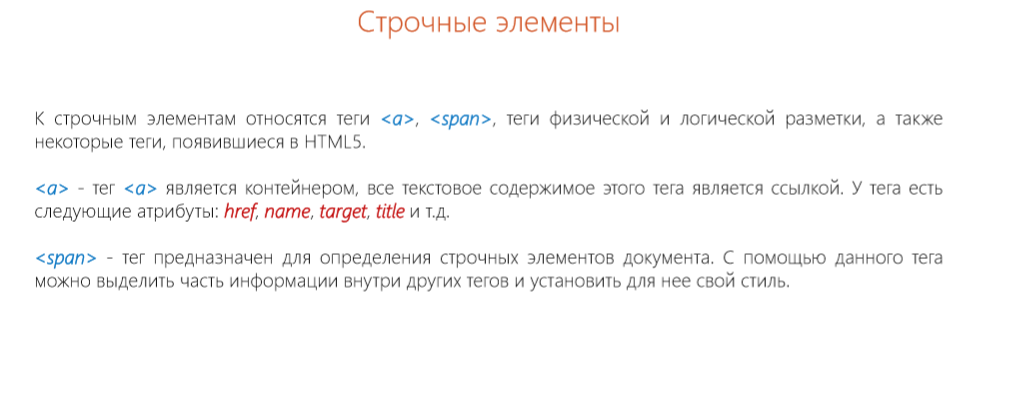 Строчные элементы
К строчным элементам относятся теги <a>, <span>, теги физической и логической разметки, а также
некоторые теги, появившиеся в HTML5.
<a> - тег <a> является контейнером, все текстовое содержимое этого тега является ссылкой. У тега есть
следующие атрибуты: href, name, target, title и т.д.
<span> - тег предназначен для определения строчных элементов документа. С помощью данного тега
можно выделить часть информации внутри других тегов и установить для нее свой стиль.